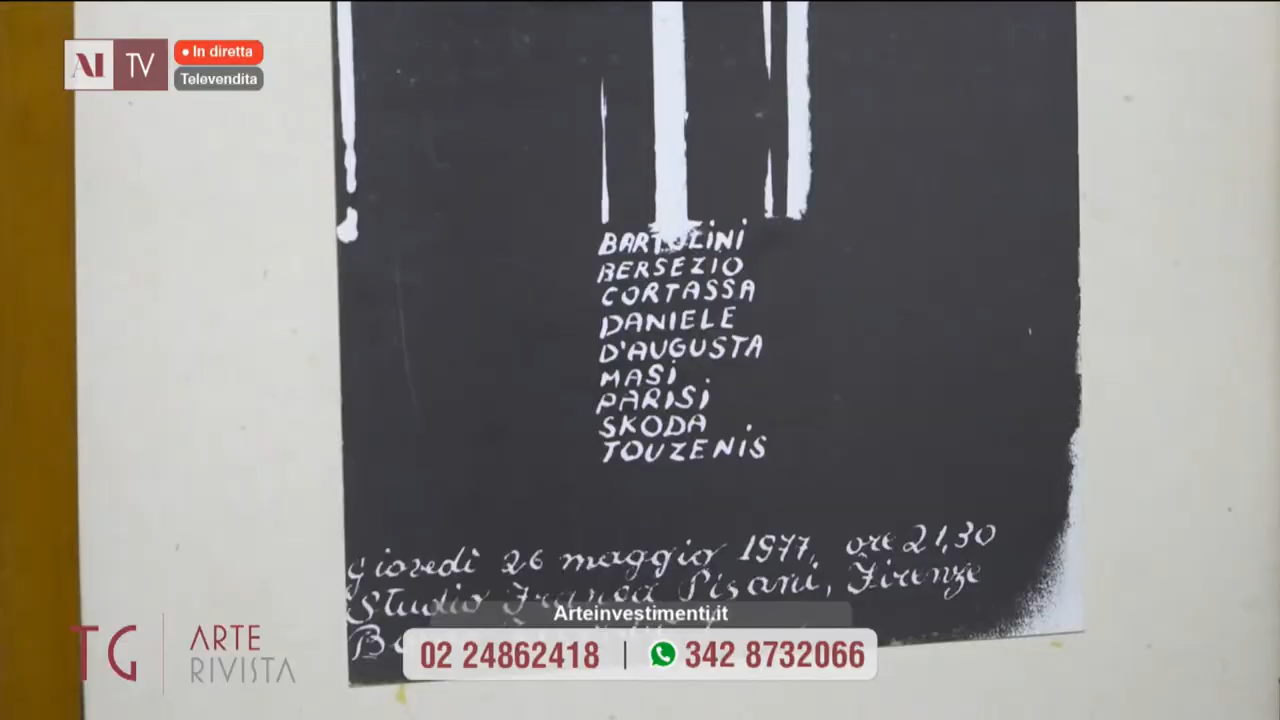 AI TV
In diretta
Televendita
BARTOLINI
BERSEZIO
CORTASSA
DANIELE
D'AUGUSTA
MASI
PARISI
SKODA
TOUZENIS
giovedì 26 maggio 1977, ore 21,30
Studio Franca Pisani, Firenze
Arteinvestimenti.it
02 24862418 | 342 8732066
TG
ARTE
RIVISTA